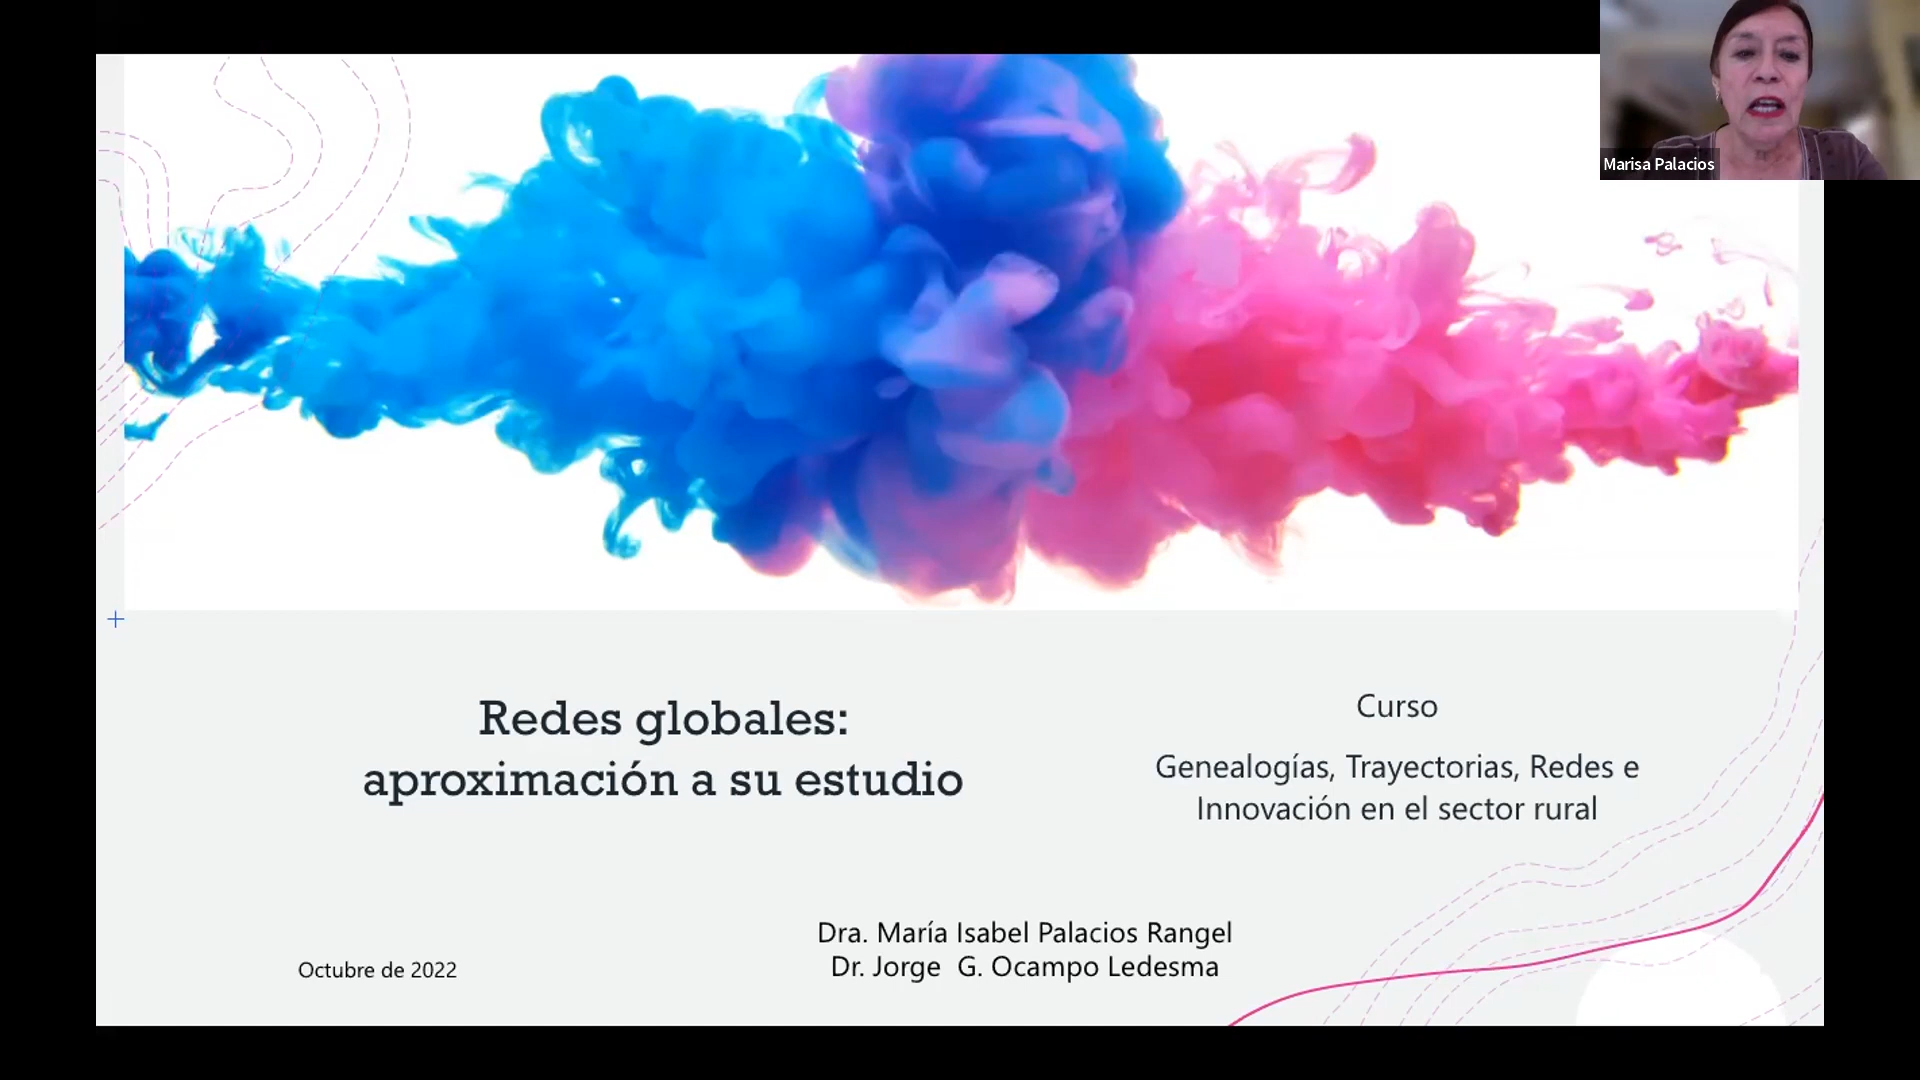 Marisa Palacios
Redes globales:
aproximación a su estudio
Curso
Genealogías, Trayectorias, Redes e
Innovación en el sector rural
Dra. María Isabel Palacios Rangel
Dr. Jorge  G. Ocampo Ledesma
Octubre de 2022